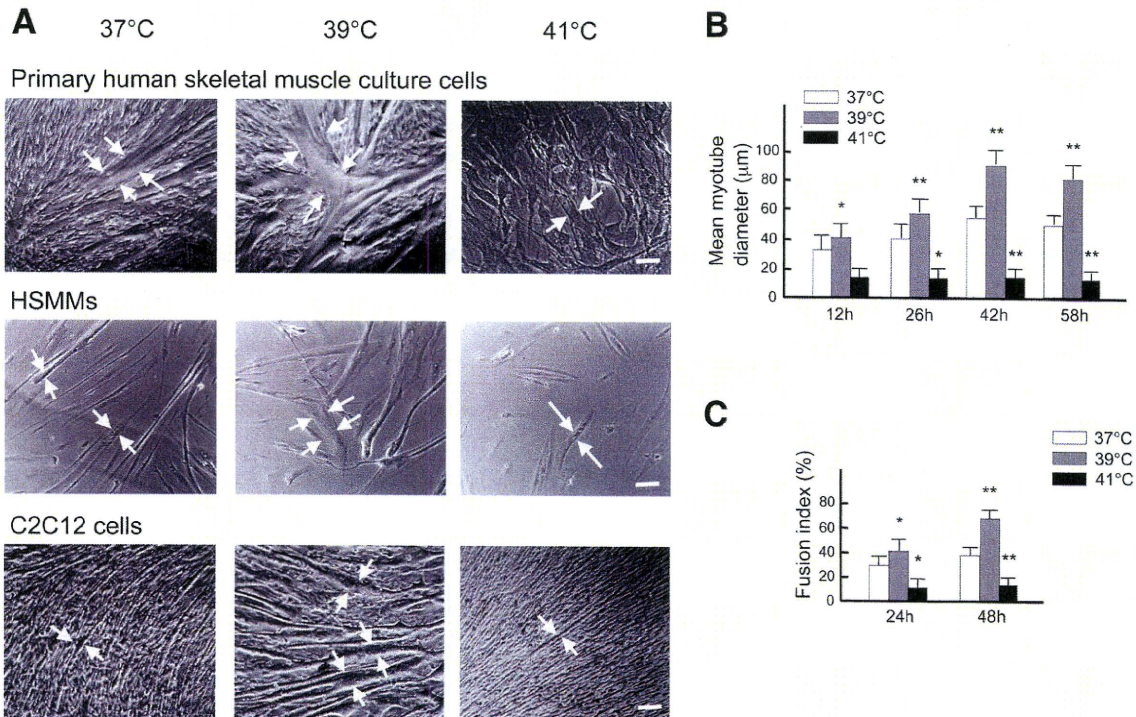 A
37°C 39°C 41°C
Primary human skeletal muscle culture cells
HSMMs
C2C12 cells
B
37°C
39°C
41°C
Mean myotube
diameter (μm)
100
80
60
40
20
0
* ** ** **
* ** **
12h 26h 42h 58h
C
37°C
39°C
41°C
Fusion index (%)
80
60
40
20
0
* **
* **
24h 48h